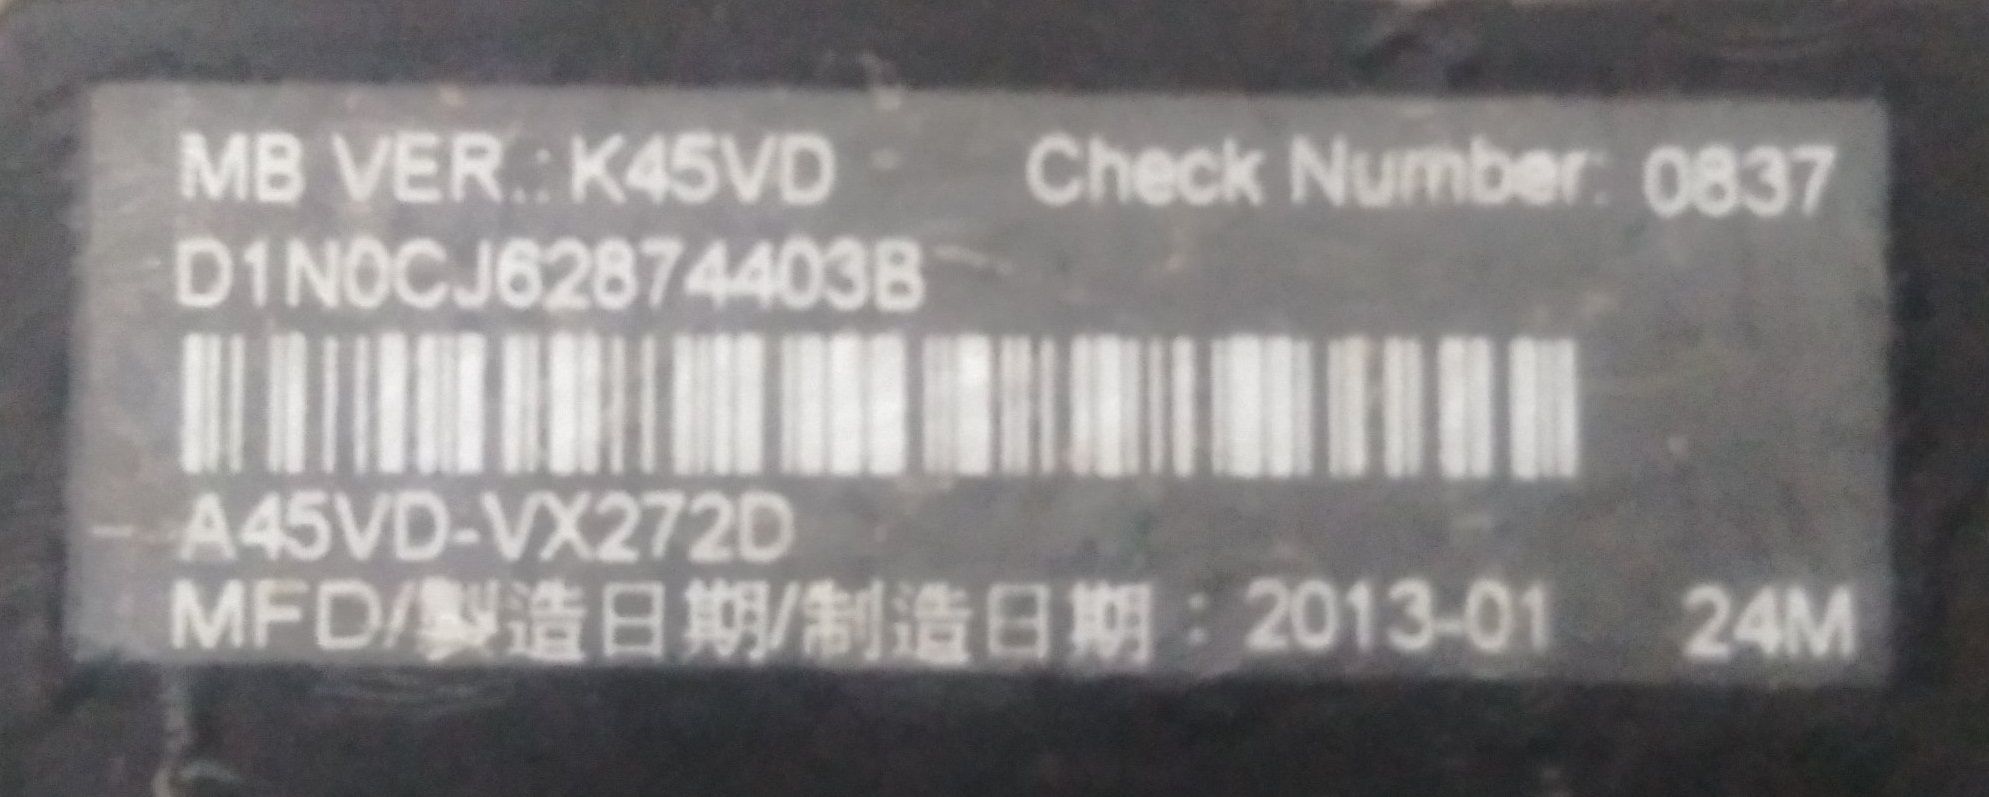 MB VER.: K45VD Check Number: 0837
D1N0CJ62874403B
A45VD-VX272D
MFD/製造日期/制造日期：2013-01 24M